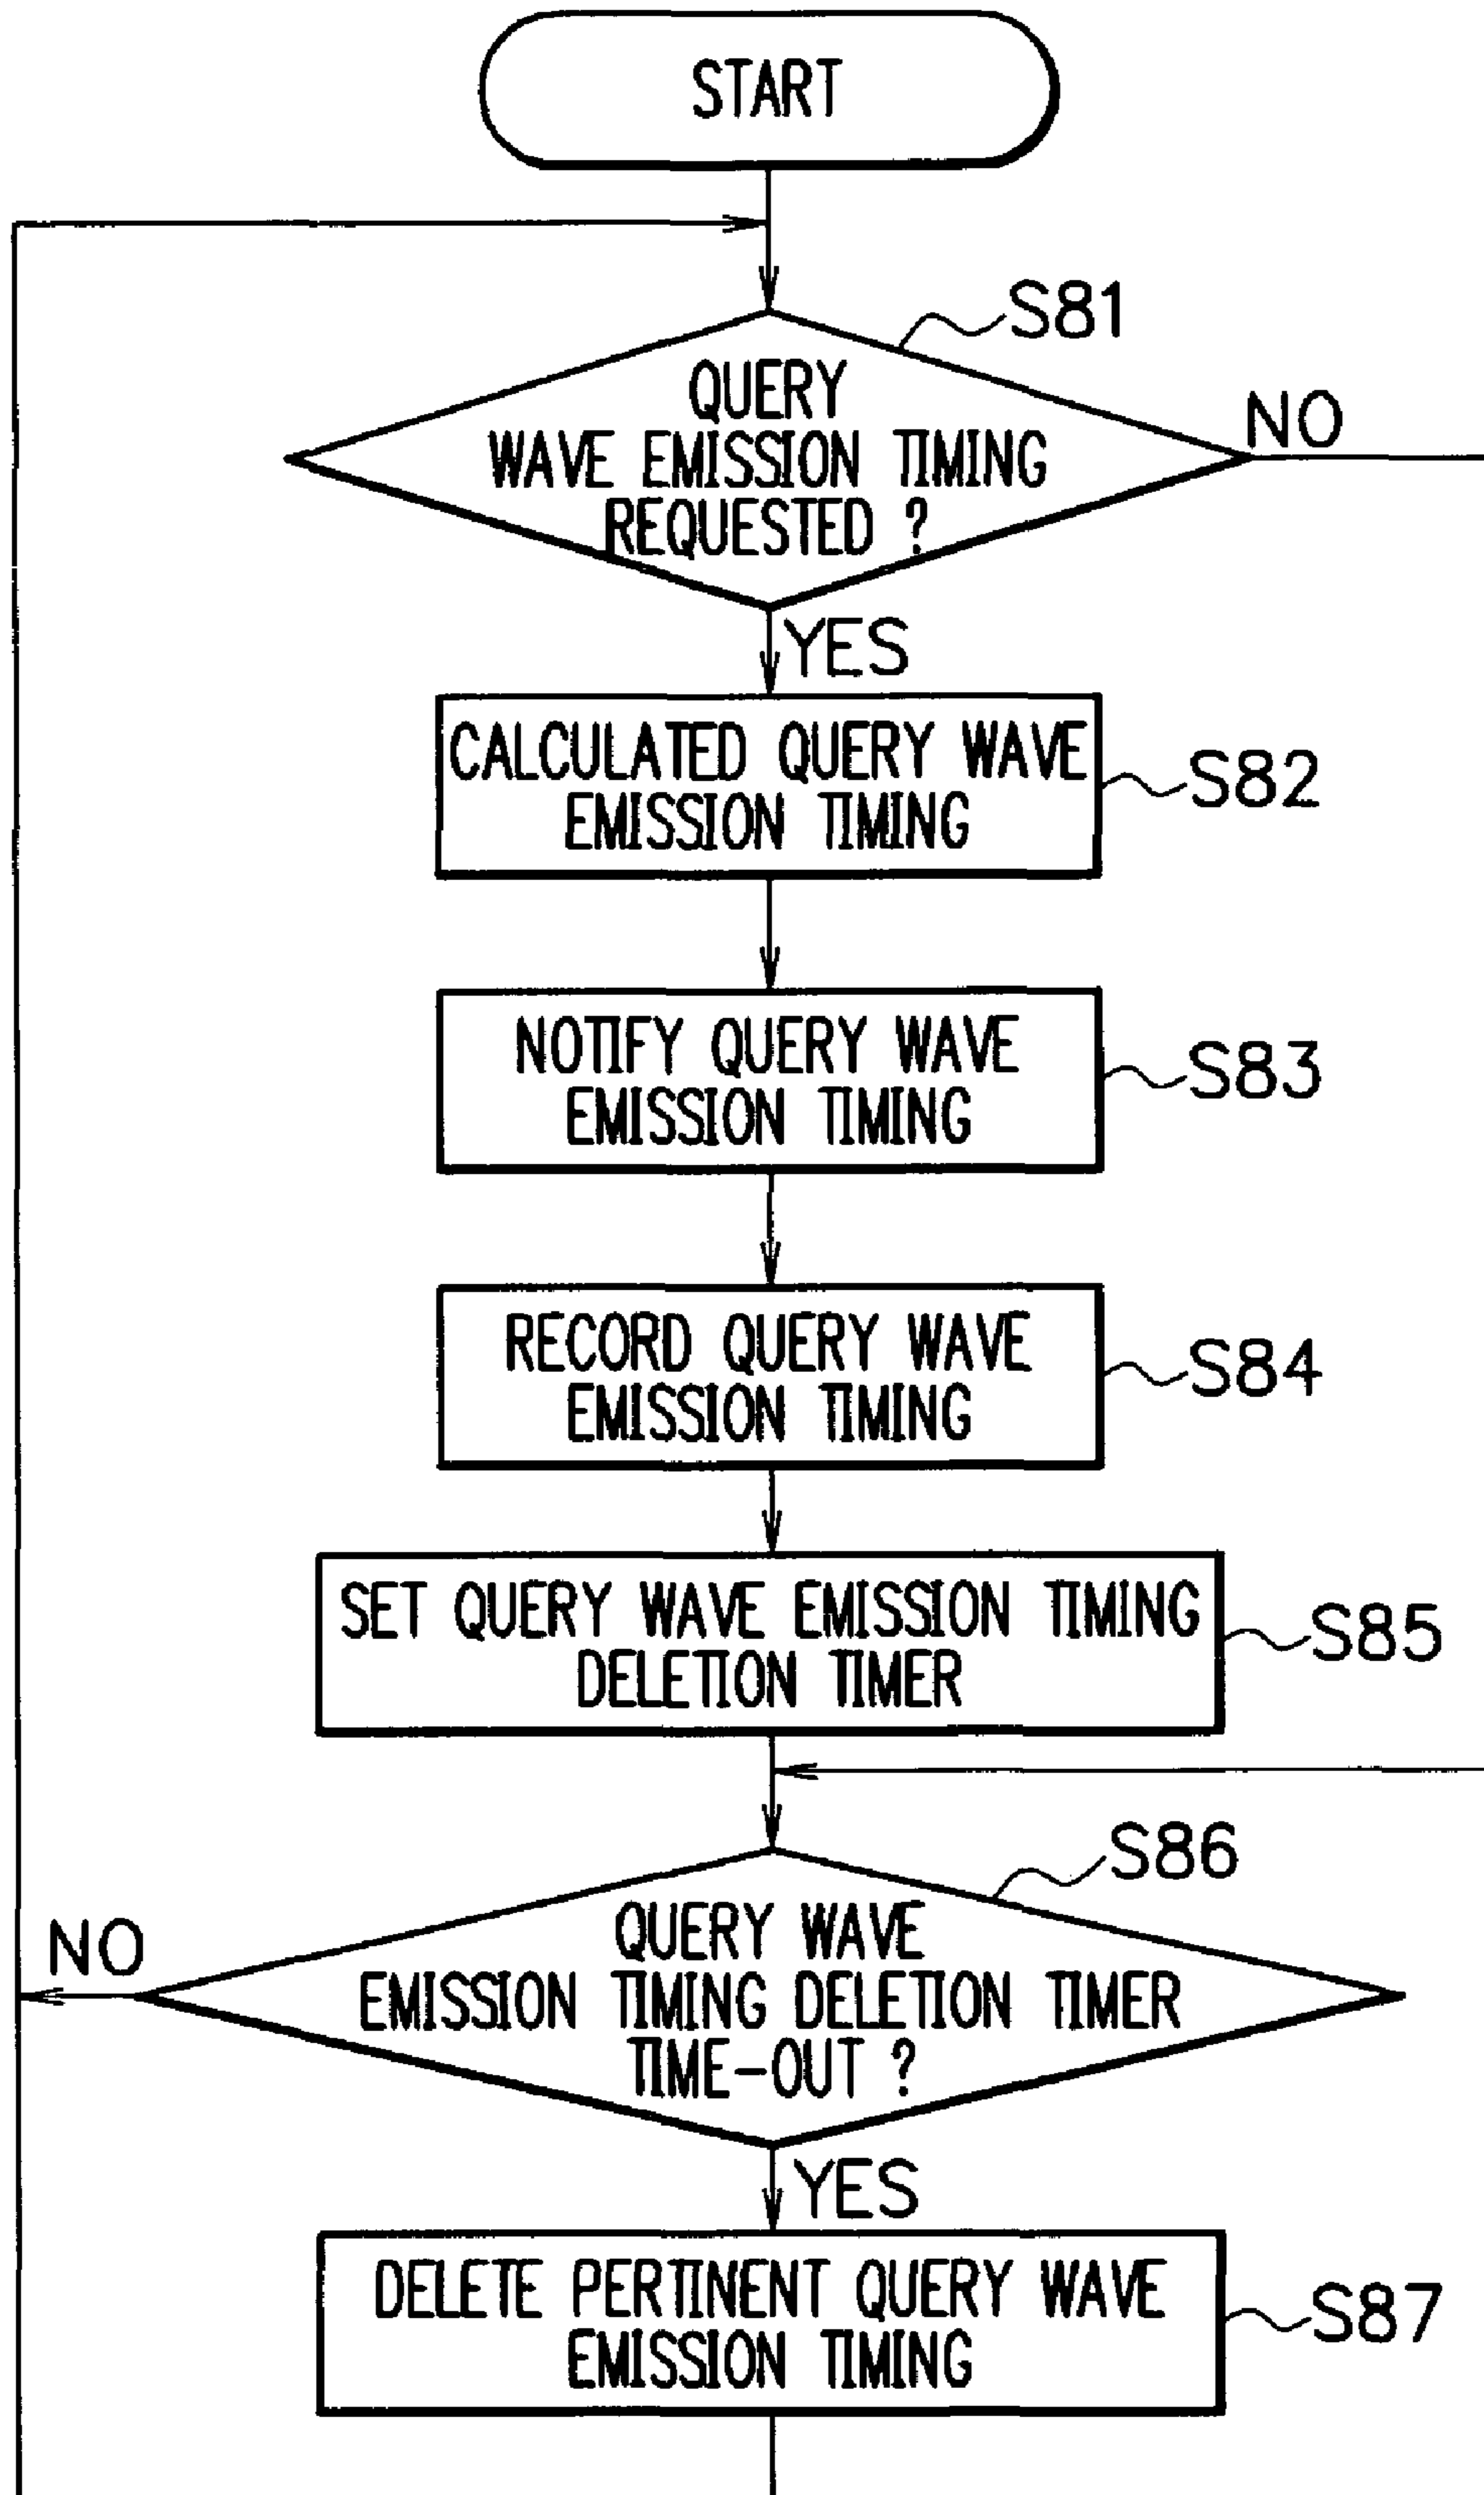 START
S81
QUERY
WAVE EMISSION TIMING
REQUESTED ?
NO
YES
CALCULATED QUERY WAVE
EMISSION TIMING
S82
NOTIFY QUERY WAVE
EMISSION TIMING
S83
RECORD QUERY WAVE
EMISSION TIMING
S84
SET QUERY WAVE EMISSION TIMING
DELETION TIMER
S85
S86
NO
QUERY WAVE
EMISSION TIMING DELETION TIMER
TIME-OUT ?
YES
DELETE PERTINENT QUERY WAVE
EMISSION TIMING
S87